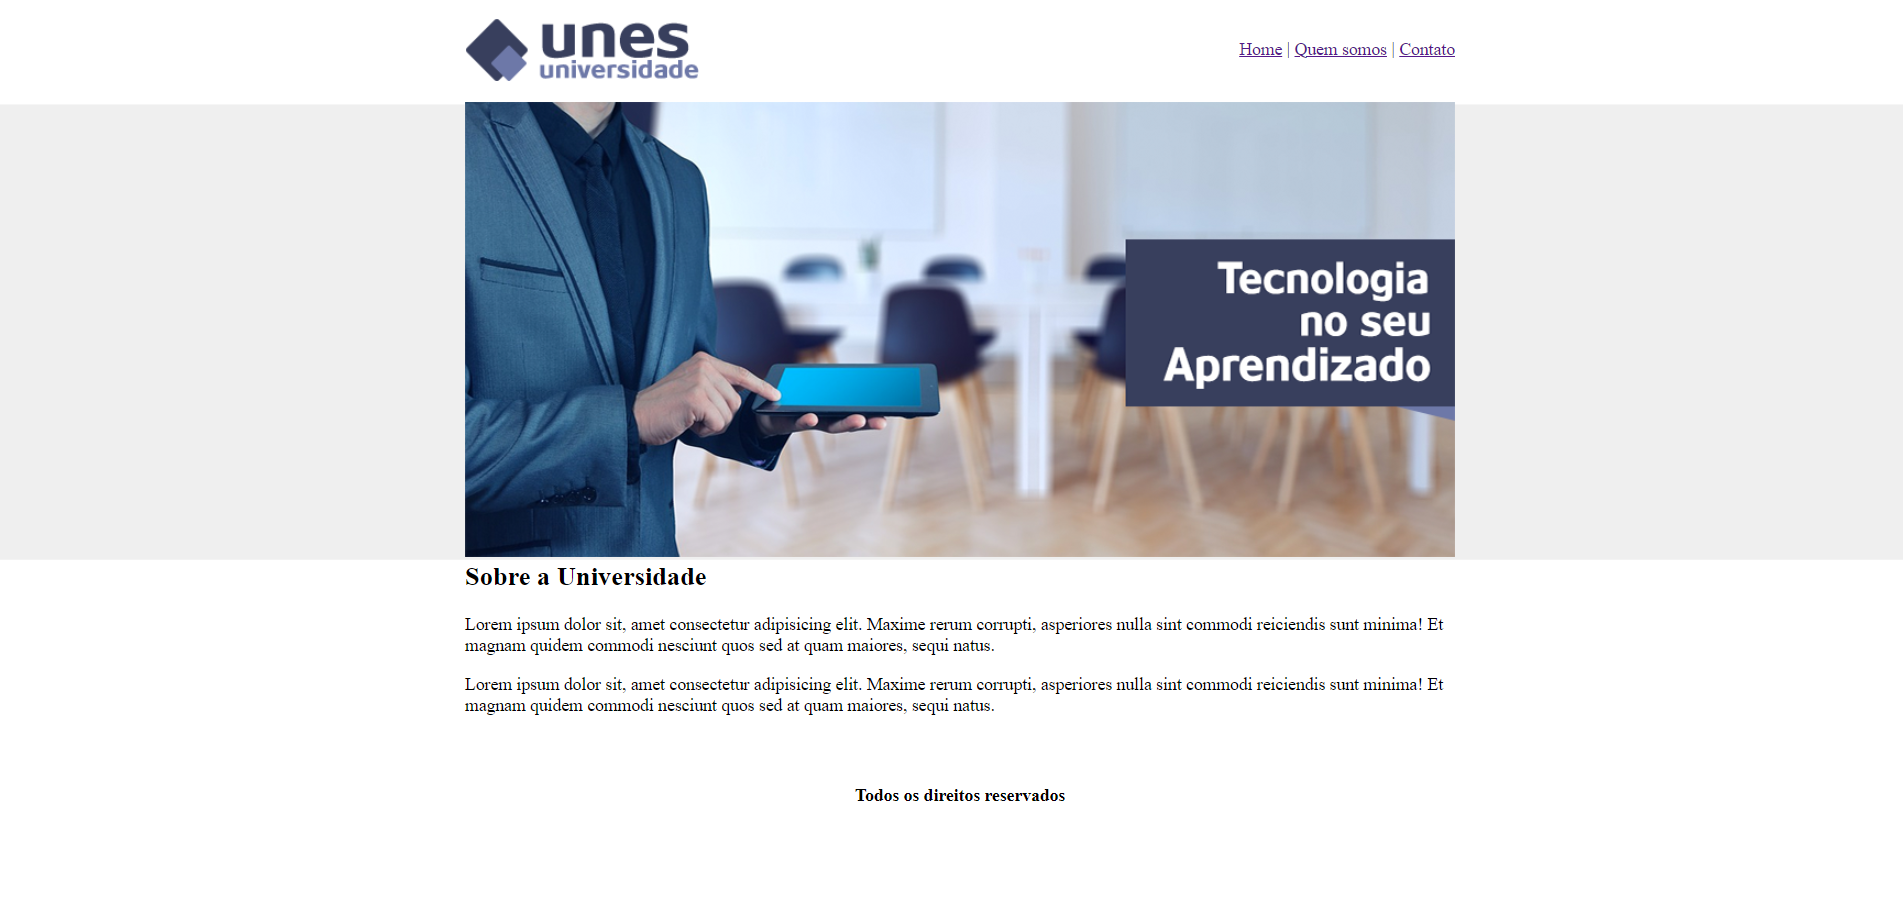 unes
universidade
Home | Quem somos | Contato
Tecnologia
no seu
Aprendizado
Sobre a Universidade
Lorem ipsum dolor sit, amet consectetur adipisicing elit. Maxime rerum corrupti, asperiores nulla sint commodi reiciendis sunt minima! Et
magnam quidem commodi nesciunt quos sed at quam maiores, sequi natus.
Lorem ipsum dolor sit, amet consectetur adipisicing elit. Maxime rerum corrupti, asperiores nulla sint commodi reiciendis sunt minima! Et
magnam quidem commodi nesciunt quos sed at quam maiores, sequi natus.
Todos os direitos reservados